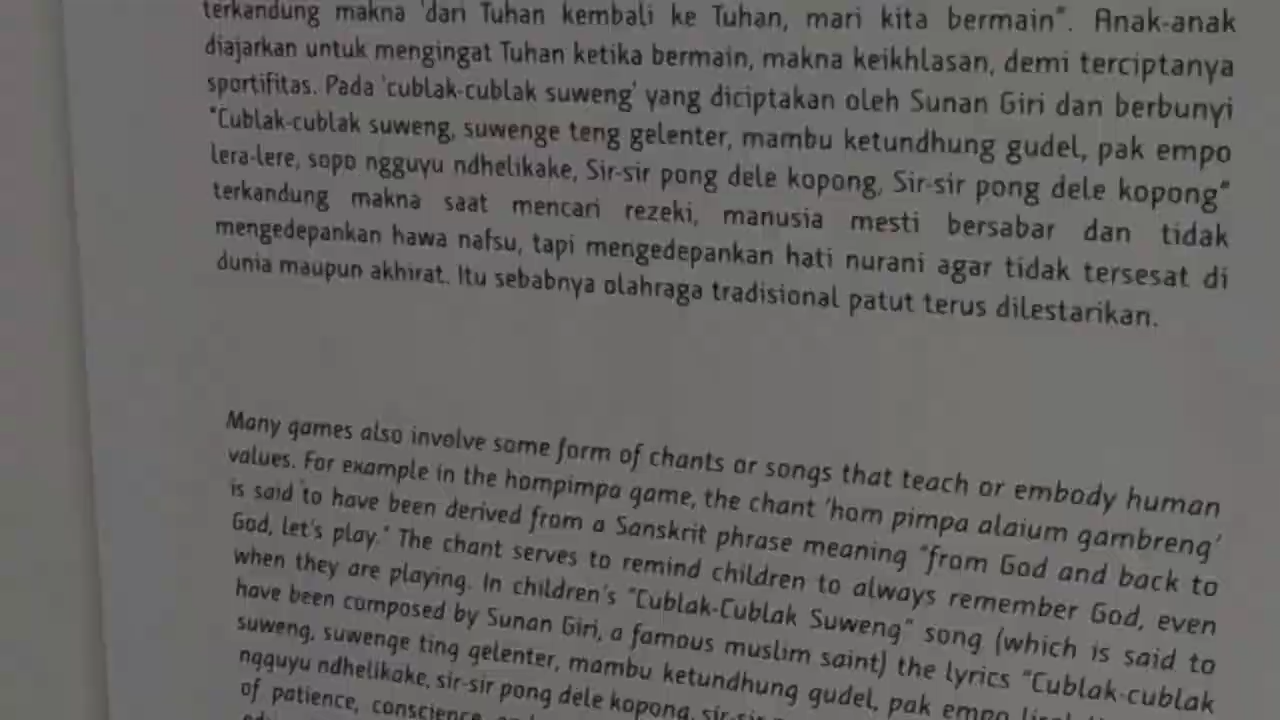 terkandung makna 'dari Tuhan kembali ke Tuhan, mari kita bermain". Anak-anak
diajarkan untuk mengingat Tuhan ketika bermain, makna keikhlasan, demi terciptanya
sportifitas. Pada 'cublak-cublak suweng' yang diciptakan oleh Sunan Giri dan berbunyi
"Cublak-cublak suweng, suwenge teng gelenter, mambu ketundhung gudel, pak empo
lera-lere, sopo ngguyu ndhelikake, Sir-sir pong dele kopong, Sir-sir pong dele kopong"
terkandung makna saat mencari rezeki, manusia mesti bersabar dan tidak
mengedepankan hawa nafsu, tapi mengedepankan hati nurani agar tidak tersesat di
dunia maupun akhirat. Itu sebabnya olahraga tradisional patut terus dilestarikan.
Many games also involve some form of chants or songs that teach or embody human
values. For example in the hompimpa game, the chant 'hom pimpa alaium gambreng'
is said to have been derived from a Sanskrit phrase meaning "from God and back to
God, let's play." The chant serves to remind children to always remember God, even
when they are playing. In children's "Cublak-Cublak Suweng" song (which is said to
have been composed by Sunan Giri, a famous muslim saint) the lyrics "Cublak-cublak
suweng, suwenge ting gelenter, mambu ketundhung gudel, pak empo
ngguyu ndhelikake, sir-sir pong dele kopong,
of patience, conscience